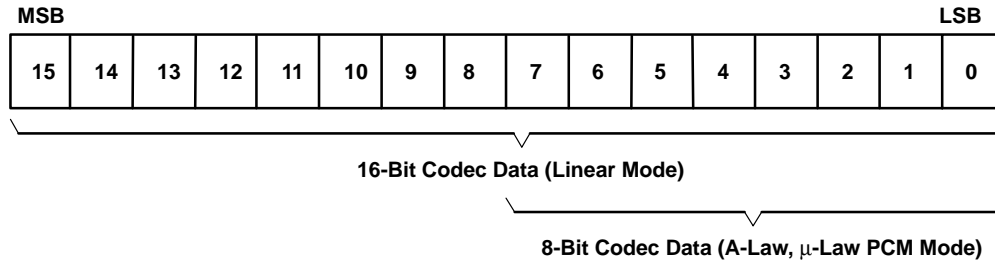 MSB LSB
15 14 13 12 11 10 9 8 7 6 5 4 3 2 1 0
16-Bit Codec Data (Linear Mode)
8-Bit Codec Data (A-Law, μ-Law PCM Mode)